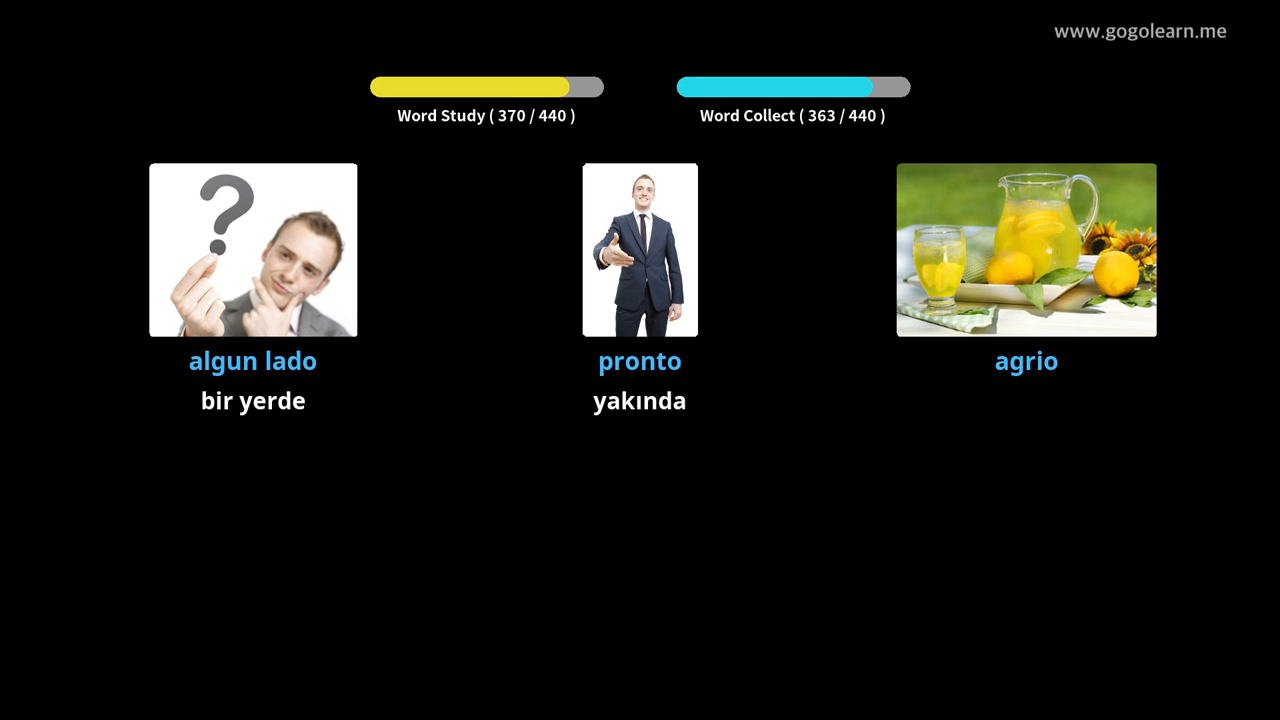 www.gogolearn.me
Word Study ( 370 / 440 )
Word Collect ( 363 / 440 )
algun lado
pronto
agrio
bir yerde
yakında